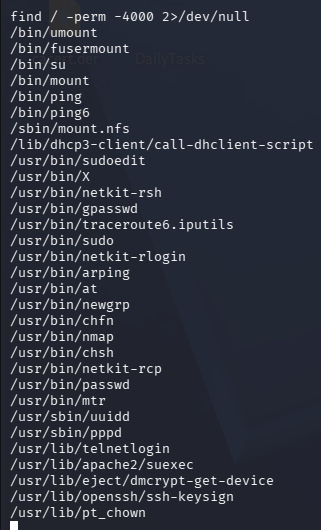 find / -perm -4000 2>/dev/null
/bin/umount
/bin/fusermount
/bin/su
/bin/mount
/bin/ping
/bin/ping6
/sbin/mount.nfs
/lib/dhcp3-client/call-dhclient-script
/usr/bin/sudoedit
/usr/bin/X
/usr/bin/netkit-rsh
/usr/bin/gpasswd
/usr/bin/traceroute6.iputils
/usr/bin/sudo
/usr/bin/netkit-rlogin
/usr/bin/arping
/usr/bin/at
/usr/bin/newgrp
/usr/bin/chfn
/usr/bin/nmap
/usr/bin/chsh
/usr/bin/netkit-rcp
/usr/bin/passwd
/usr/bin/mtr
/usr/sbin/uuidd
/usr/sbin/pppd
/usr/lib/telnetlogin
/usr/lib/apache2/suexec
/usr/lib/eject/dmcrypt-get-device
/usr/lib/openssh/ssh-keysign
/usr/lib/pt_chown
DailyTasks